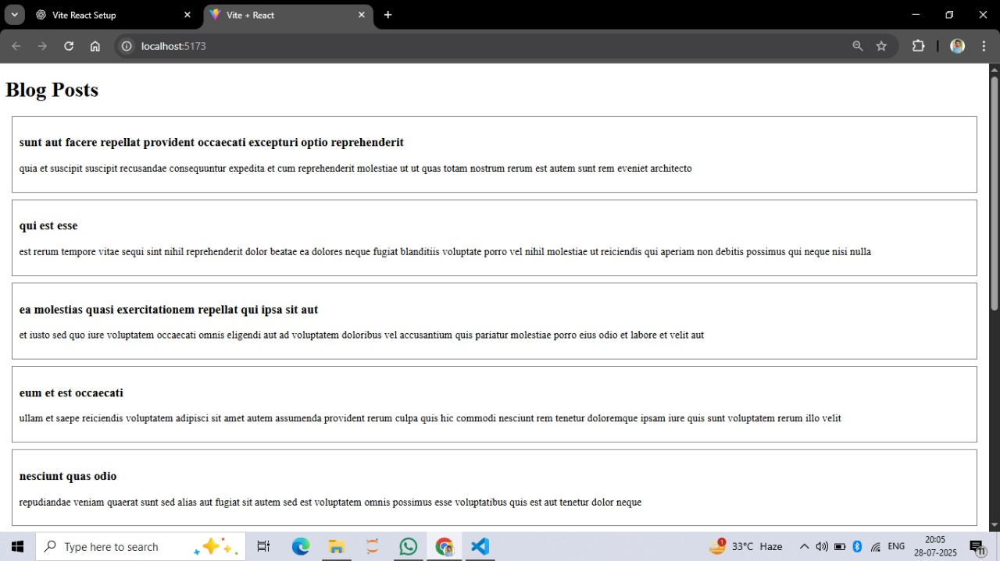 Vite React Setup
Vite + React
localhost:5173
Blog Posts
sunt aut facere repellat provident occaecati excepturi optio reprehenderit
quia et suscipit suscipit recusandae consequuntur expedita et cum reprehenderit molestiae ut ut quas totam nostrum rerum est autem sunt rem eveniet architecto
qui est esse
est rerum tempore vitae sequi sint nihil reprehenderit dolor beatae ea dolores neque fugiat blanditiis voluptate porro vel nihil molestiae ut reiciendis qui aperiam non debitis possimus qui neque nisi nulla
ea molestias quasi exercitationem repellat qui ipsa sit aut
et iusto sed quo iure voluptatem occaecati omnis eligendi aut ad voluptatem doloribus vel accusantium quis pariatur molestiae porro eius odio et labore et velit aut
eum et est occaecati
ullam et saepe reiciendis voluptatem adipisci sit amet autem assumenda provident rerum culpa quis hic commodi nesciunt rem tenetur doloremque ipsam iure quis sunt voluptatem rerum illo velit
nesciunt quas odio
repudiandae veniam quaerat sunt sed alias aut fugiat sit autem sed est voluptatem omnis possimus esse voluptatibus quis est aut tenetur dolor neque
Type here to search
1
33°C Haze
ENG
20:05
28-07-2025
11